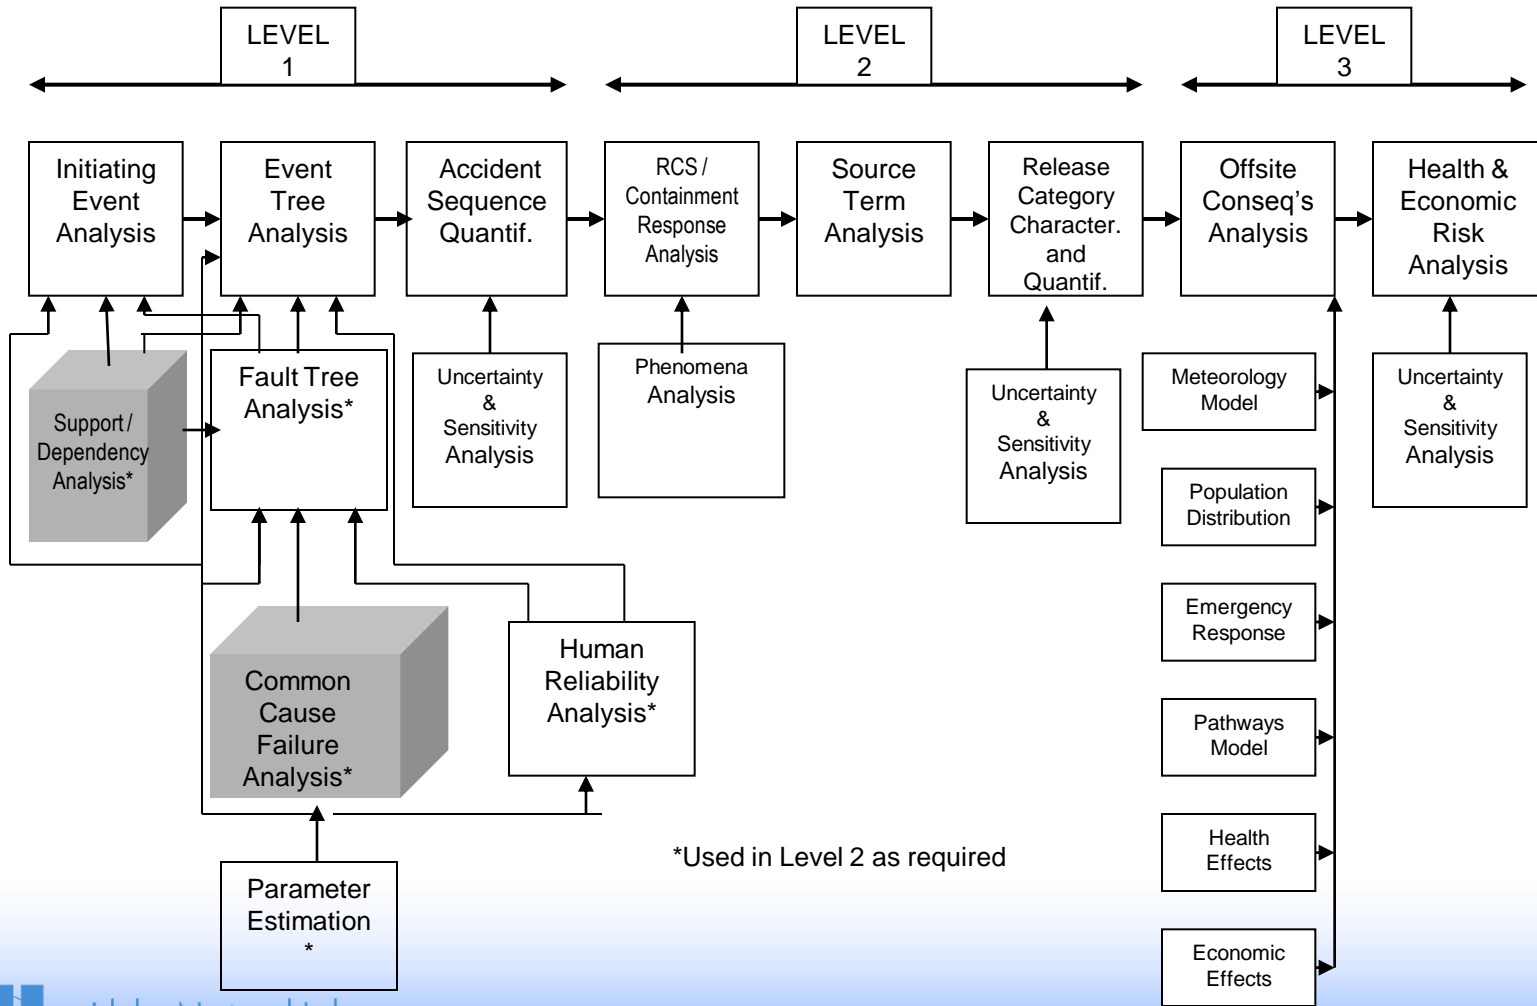 LEVEL
1
LEVEL
2
LEVEL
3
Initiating
Event
Analysis
Event
Tree
Analysis
Accident
Sequence
Quantif.
RCS /
Containment
Response
Analysis
Source
Term
Analysis
Release
Category
Character.
and
Quantif.
Offsite
Conseq's
Analysis
Health &
Economic
Risk
Analysis
Support /
Dependency
Analysis*
Fault Tree
Analysis*
Uncertainty
&
Sensitivity
Analysis
Phenomena
Analysis
Uncertainty
&
Sensitivity
Analysis
Meteorology
Model
Uncertainty
&
Sensitivity
Analysis
Population
Distribution
Emergency
Response
Common
Cause
Failure
Analysis*
Human
Reliability
Analysis*
Pathways
Model
Health
Effects
*Used in Level 2 as required
Parameter
Estimation
*
Economic
Effects